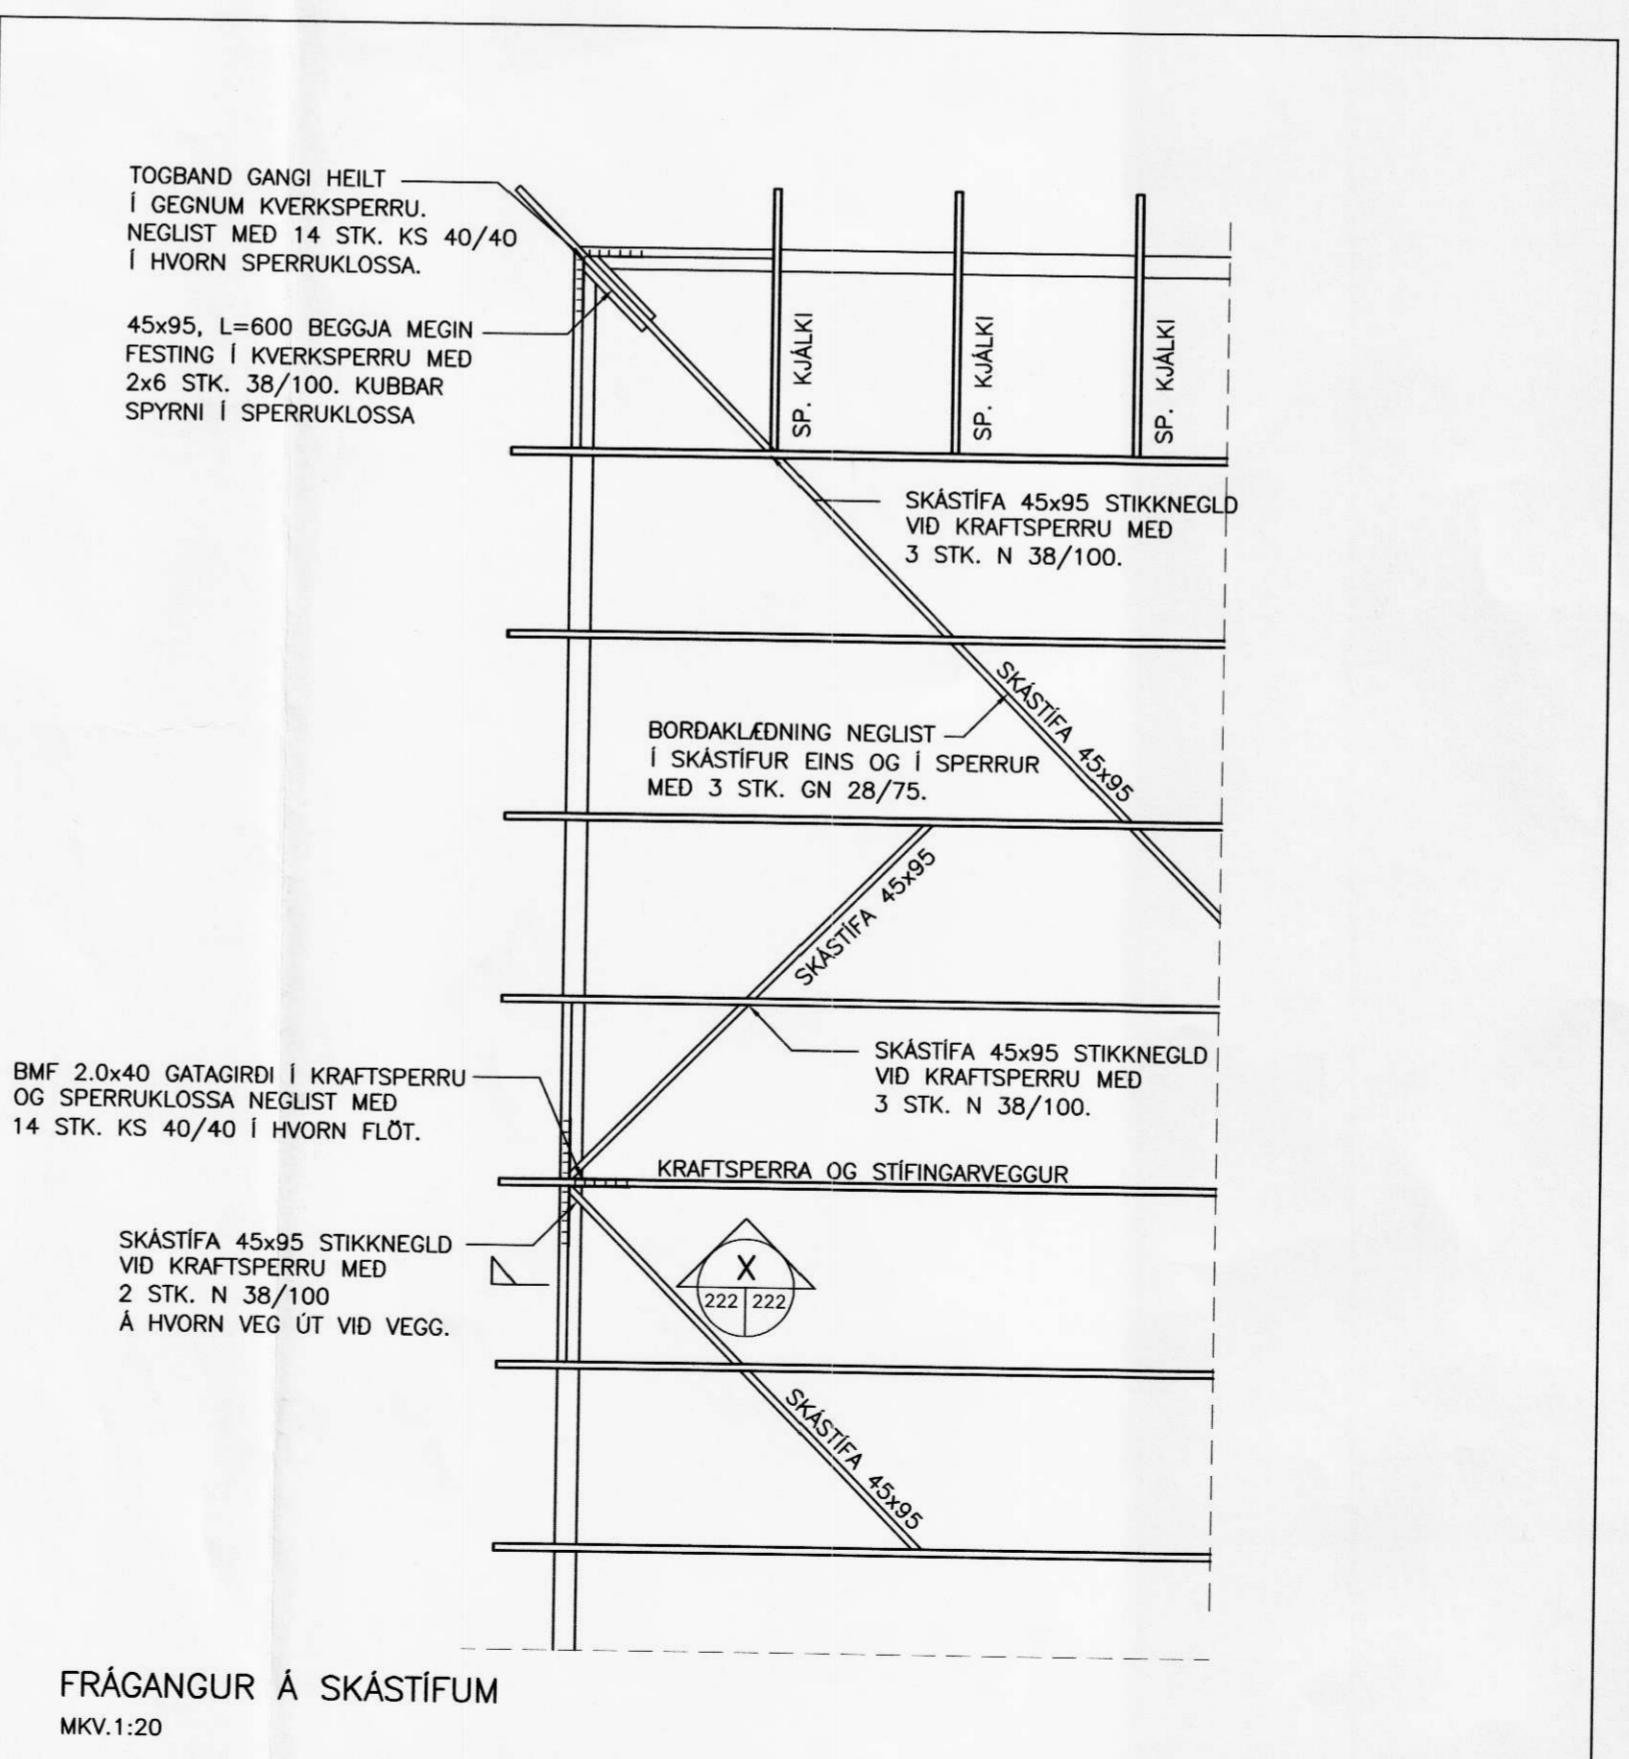 TOGBAND GANGI HEILT
Í GEGNUM KVERKSPERRU.
NEGLIST MEÐ 14 STK. KS 40/40
Í HVORN SPERRUKLOSSA.
45x95, L=600 BEGGJA MEGIN
FESTING Í KVERKSPERRU MEÐ
2x6 STK. 38/100. KUBBAR
SPYRNI Í SPERRUKLOSSA
SP. KJÁLKI
SP. KJÁLKI
SP. KJÁLKI
SKÁSTÍFA 45x95 STIKKNEGLD
VIÐ KRAFTSPERRU MEÐ
3 STK. N 38/100.
SKÁSTÍFA 45x95
BORÐAKLÆÐNING NEGLIST
Í SKÁSTÍFUR EINS OG Í SPERRUR
MEÐ 3 STK. GN 28/75.
SKÁSTÍFA 45x95
SKÁSTÍFA 45x95 STIKKNEGLD
VIÐ KRAFTSPERRU MEÐ
3 STK. N 38/100.
BMF 2.0x40 GATAGIRÐI Í KRAFTSPERRU
OG SPERRUKLOSSA NEGLIST MEÐ
14 STK. KS 40/40 Í HVORN FLÖT.
KRAFTSPERRA OG STÍFINGARVEGGUR
SKÁSTÍFA 45x95 STIKKNEGLD
VIÐ KRAFTSPERRU MEÐ
2 STK. N 38/100
Á HVORN VEG ÚT VIÐ VEGG.
X
222 222
SKÁSTÍFA 45x95
FRÁGANGUR Á SKÁSTÍFUM
MKV.1:20